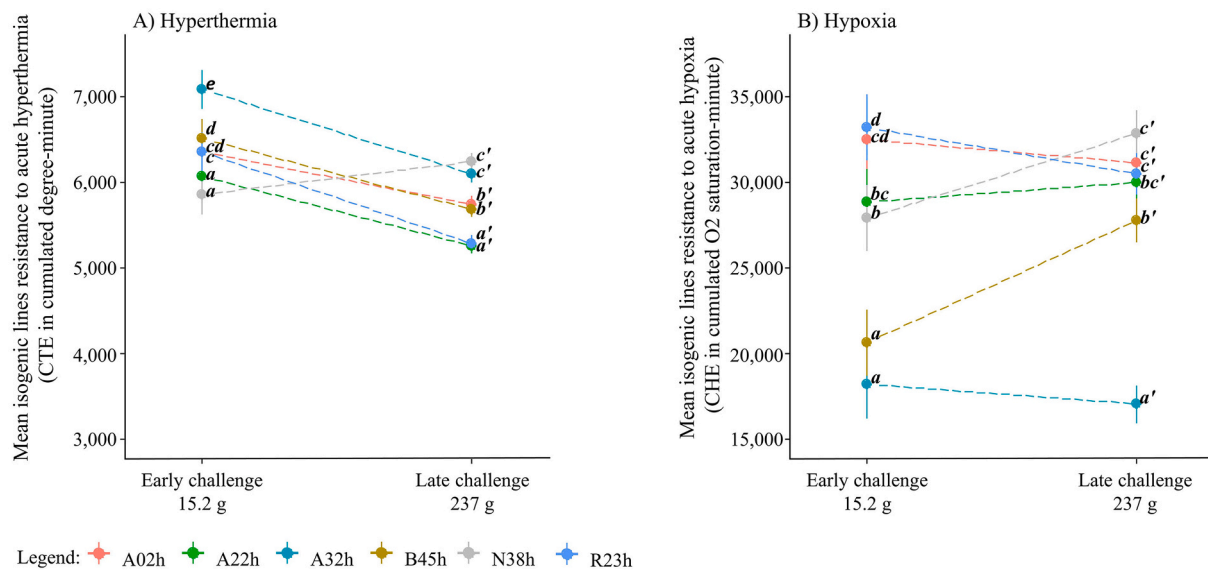 A) Hyperthermia
Mean isogenic lines resistance to acute hyperthermia
(CTE in cumulated degree-minute)
7,000
6,000
5,000
4,000
3,000
e
d
cd
c
a
a
c'
c'
b'
b'
a'
a'
Early challenge
15.2 g
Late challenge
237 g
B) Hypoxia
Mean isogenic lines resistance to acute hypoxia
(CHE in cumulated O2 saturation-minute)
35,000
30,000
25,000
20,000
15,000
d
cd
bc
b
a
a
c'
c'
c'
bc'
b'
a'
Early challenge
15.2 g
Late challenge
237 g
Legend: A02h A22h A32h B45h N38h R23h